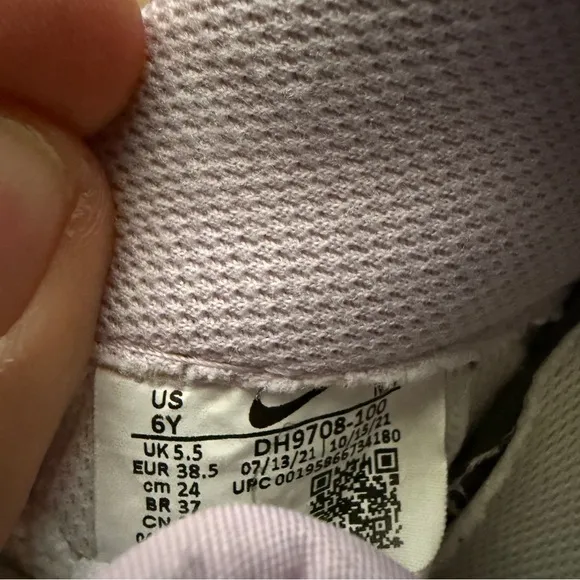 US
6Y
UK 5.5
EUR 38.5
cm 24
BR 37
CN
DH9708-100
07/13/21 | 10/15/21
UPC 00195866734180